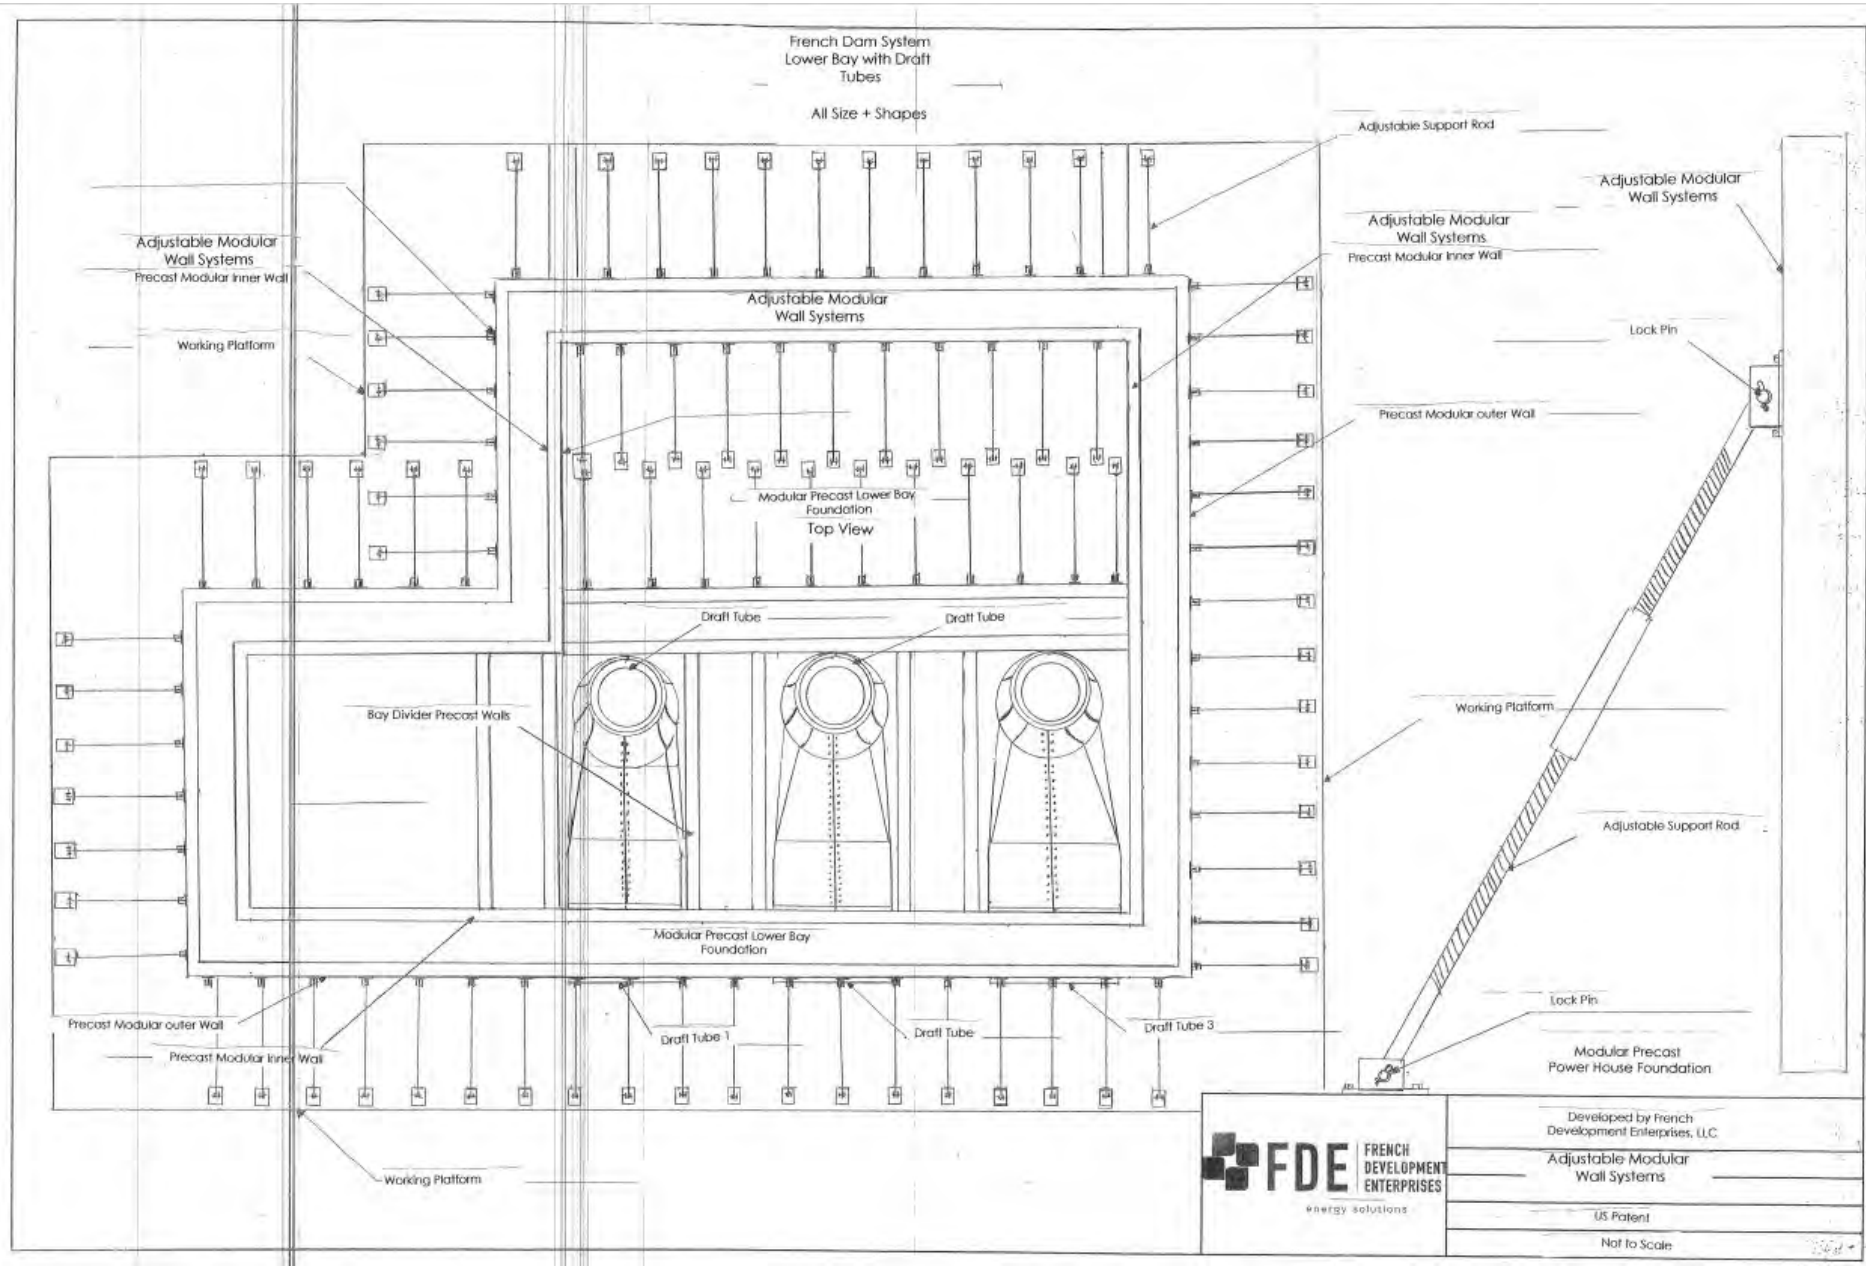 French Dam System
Lower Bay with Draft
Tubes
All Size + Shapes
Adjustable Support Rod
Adjustable Modular
Wall Systems
Adjustable Modular
Wall Systems
Precast Modular Inner Wall
Adjustable Modular
Wall Systems
Precast Modular Inner Wall
Adjustable Modular
Wall Systems
Working Platform
Lock Pin
Precast Modular outer Wall
Modular Precast Lower Bay
Foundation
Top View
Draft Tube
Draft Tube
Bay Divider Precast Walls
Working Platform
Adjustable Support Rod
Modular Precast Lower Bay
Foundation
Lock Pin
Precast Modular outer Wall
Draft Tube 1
Draft Tube
Draft Tube 3
Precast Modular Inner Wall
Modular Precast
Power House Foundation
Working Platform
FDE
FRENCH
DEVELOPMENT
ENTERPRISES
energy solutions
Developed by French
Development Enterprises, LLC
Adjustable Modular
Wall Systems
US Patent
Not to Scale